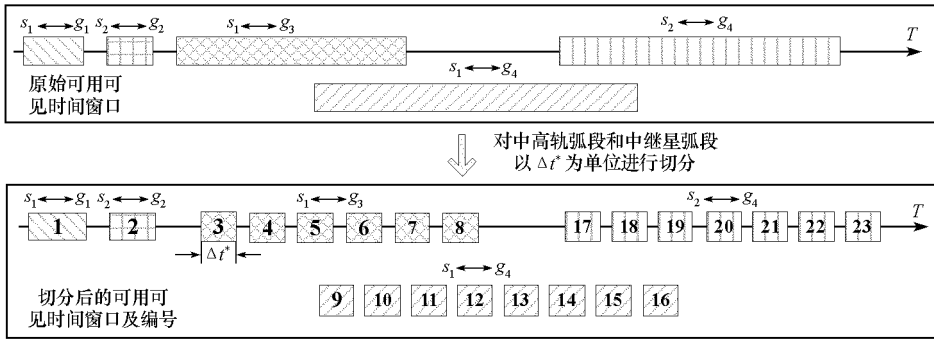 s₁ ⟷ g₁ s₂ ⟷ g₂ s₁ ⟷ g₃ s₂ ⟷ g₄
T
原始可用可
见时间窗口
s₁ ⟷ g₄
对中高轨弧段和中继星弧段
以 Δt* 为单位进行切分
s₁ ⟷ g₁ s₂ ⟷ g₂ s₁ ⟷ g₃ s₂ ⟷ g₄
T
1 2 3 4 5 6 7 8 17 18 19 20 21 22 23
Δt*
s₁ ⟷ g₄
切分后的可用可
见时间窗口及编号
9 10 11 12 13 14 15 16